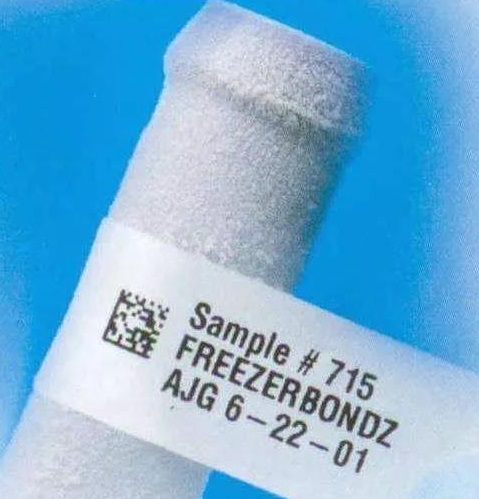 Sample # 715
FREEZERBONDZ
AJG 6-22-01